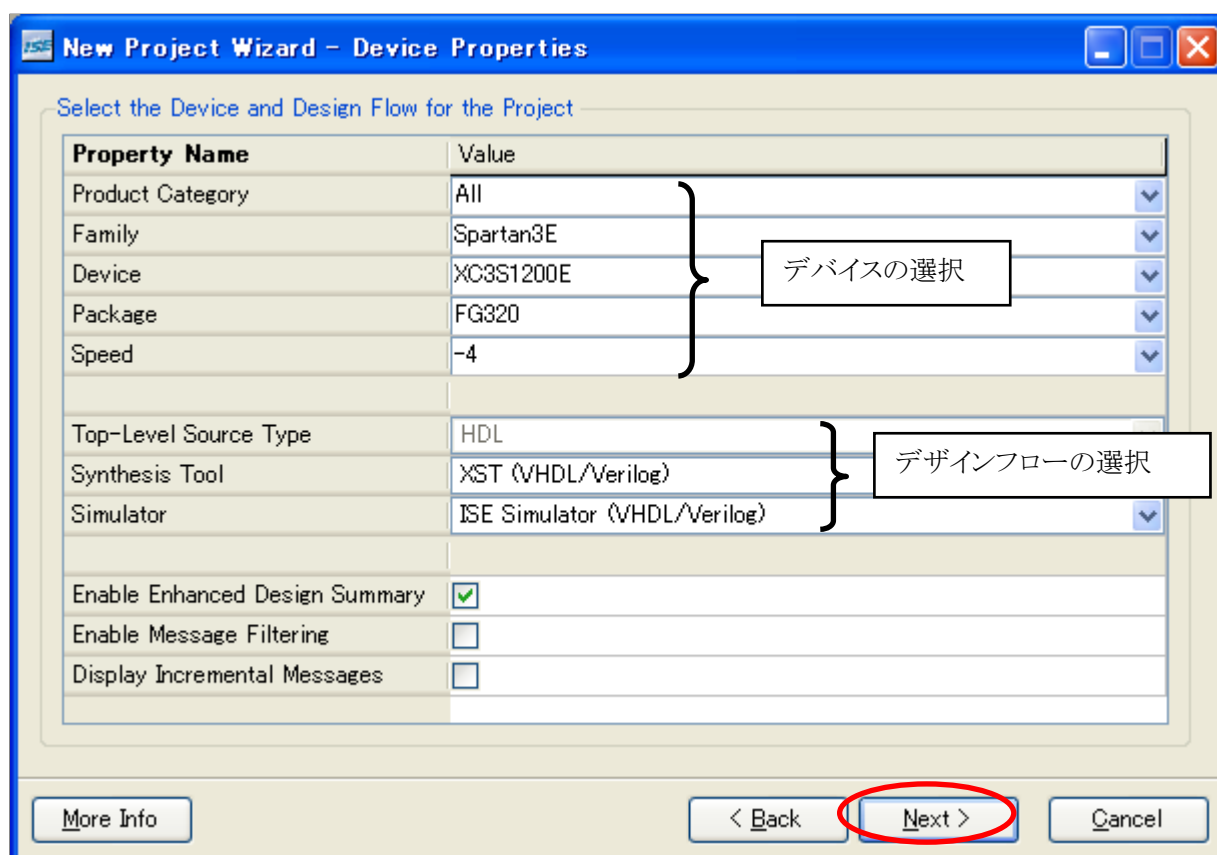 ISE New Project Wizard - Device Properties
Select the Device and Design Flow for the Project
Property Name Value
Product Category All
Family Spartan3E
Device XC3S1200E
Package FG320
Speed -4
デバイスの選択
Top-Level Source Type HDL
Synthesis Tool XST (VHDL/Verilog)
Simulator ISE Simulator (VHDL/Verilog)
デザインフローの選択
Enable Enhanced Design Summary
Enable Message Filtering
Display Incremental Messages
More Info < Back Next > Cancel